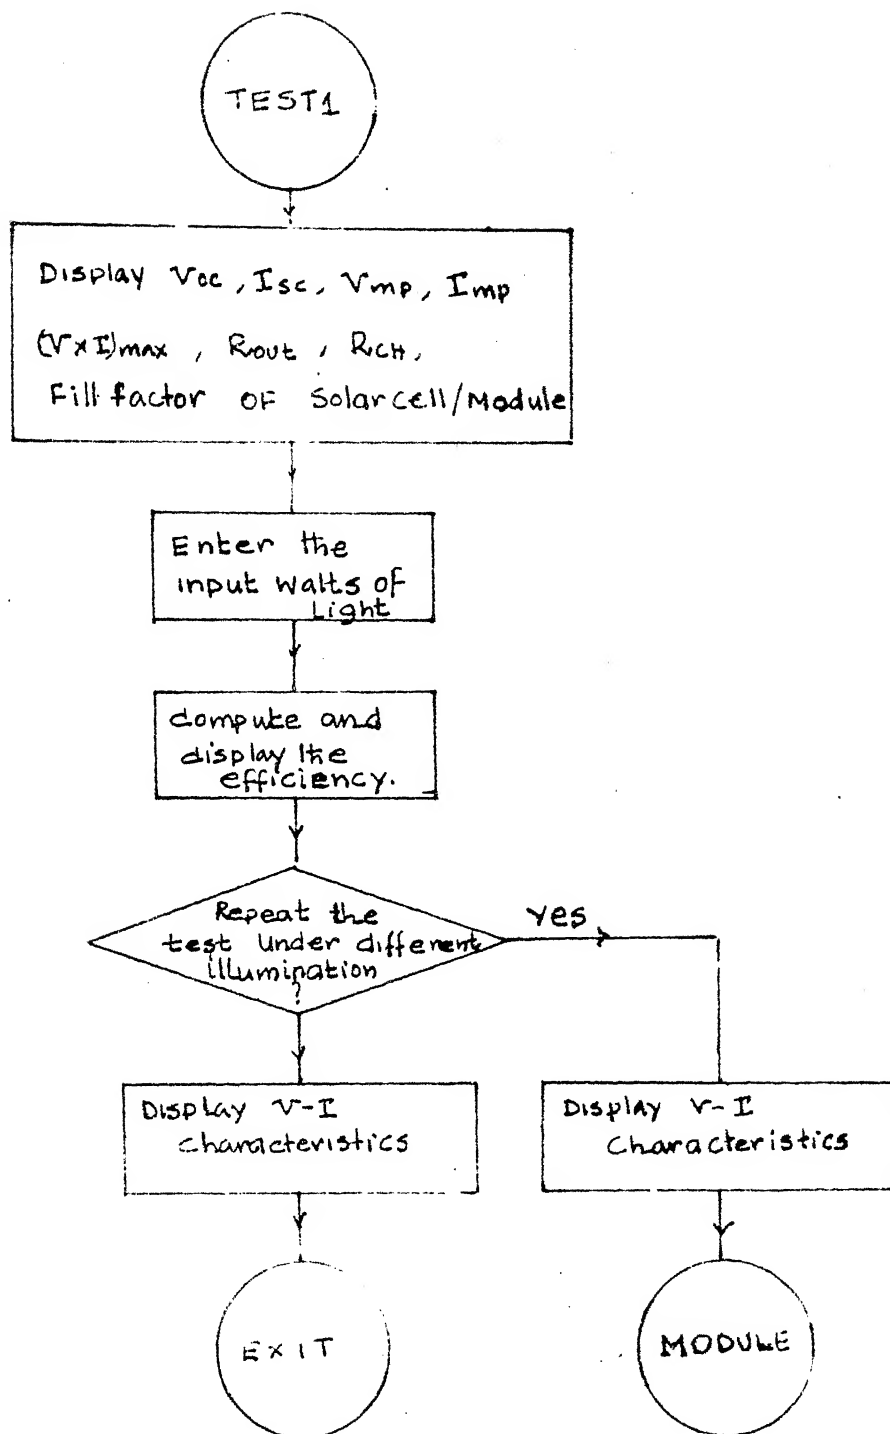 TEST1
Display Voc, Isc, Vmp, Imp
(V×I)max, Rout, RCH,
Fill factor OF Solarcell/Module
Enter the
input watts of
Light
compute and
display the
efficiency.
Repeat the
test under different
illumination
?
yes
Display V-I
characteristics
Display V-I
characteristics
EXIT
MODULE